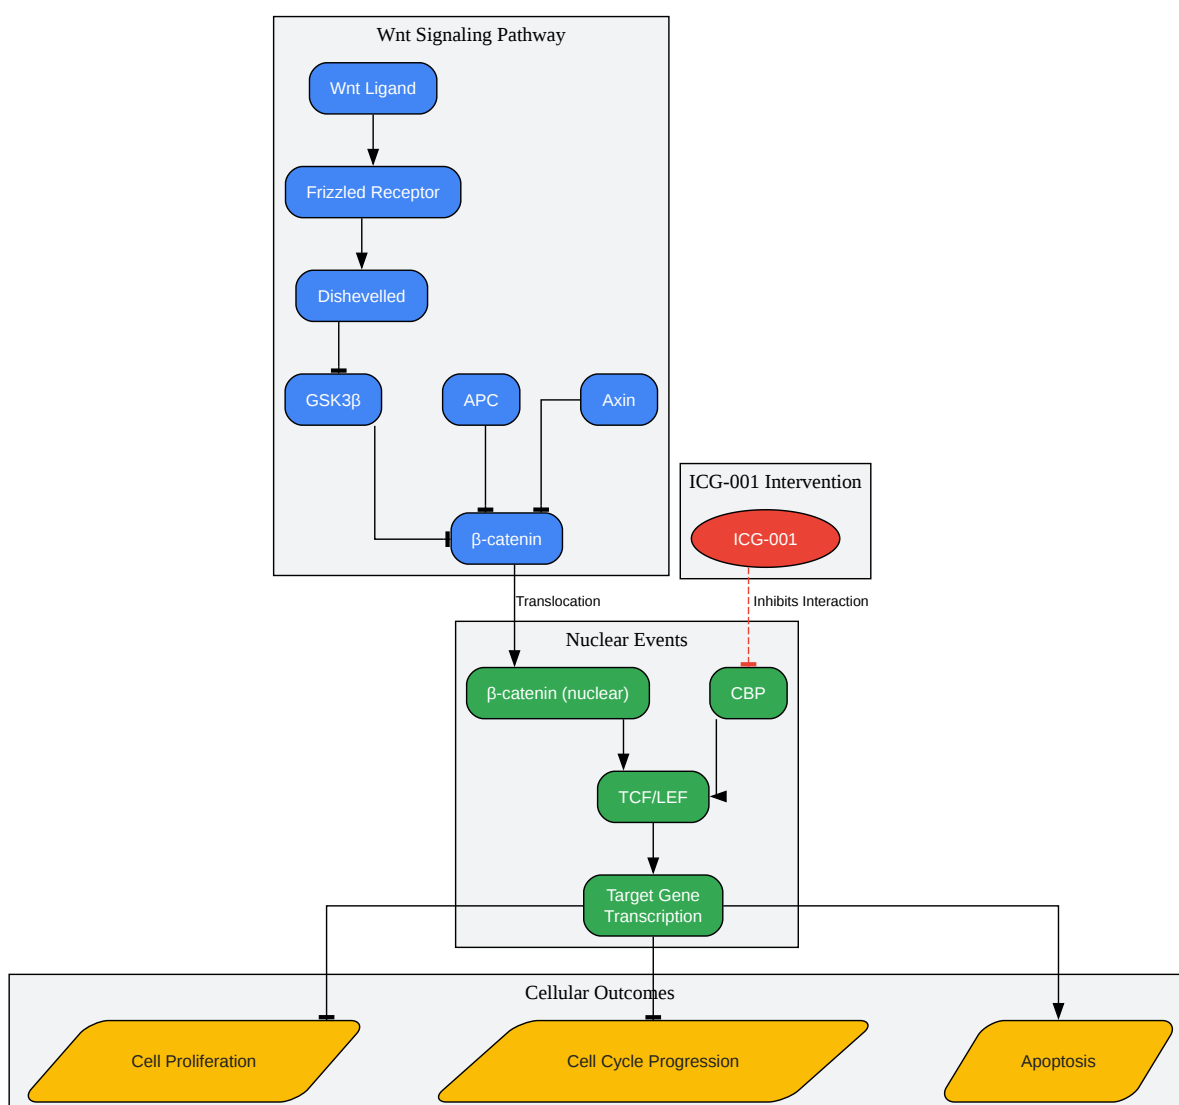 Wnt Signaling Pathway
Wnt Ligand
Frizzled Receptor
Dishevelled
GSK3β
APC
Axin
β-catenin
ICG-001 Intervention
ICG-001
Translocation
Inhibits Interaction
Nuclear Events
β-catenin (nuclear)
CBP
TCF/LEF
Target Gene
Transcription
Cellular Outcomes
Cell Proliferation
Cell Cycle Progression
Apoptosis